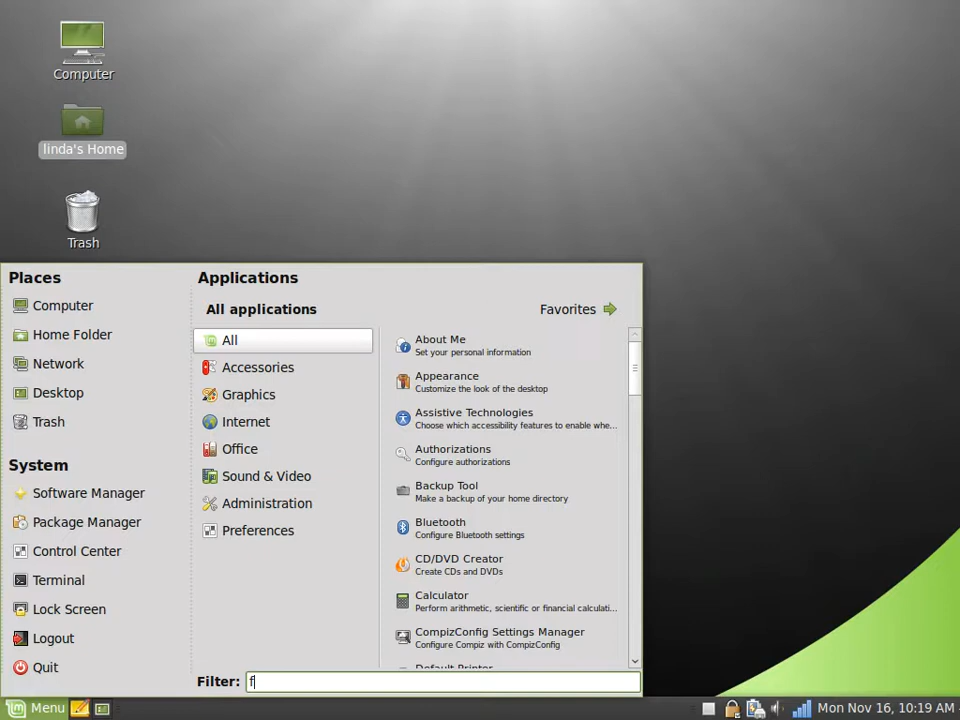 Computer
linda's Home
Trash
Places
Computer
Home Folder
Network
Desktop
Trash
System
Software Manager
Package Manager
Control Center
Terminal
Lock Screen
Logout
Quit
Applications
All applications
Favorites
All
Accessories
Graphics
Internet
Office
Sound & Video
Administration
Preferences
About Me
Set your personal information
Appearance
Customize the look of the desktop
Assistive Technologies
Choose which accessibility features to enable whe...
Authorizations
Configure authorizations
Backup Tool
Make a backup of your home directory
Bluetooth
Configure Bluetooth settings
CD/DVD Creator
Create CDs and DVDs
Calculator
Perform arithmetic, scientific or financial calculati...
CompizConfig Settings Manager
Configure Compiz with CompizConfig
Default Printer
Filter: f
Menu
Mon Nov 16, 10:19 AM